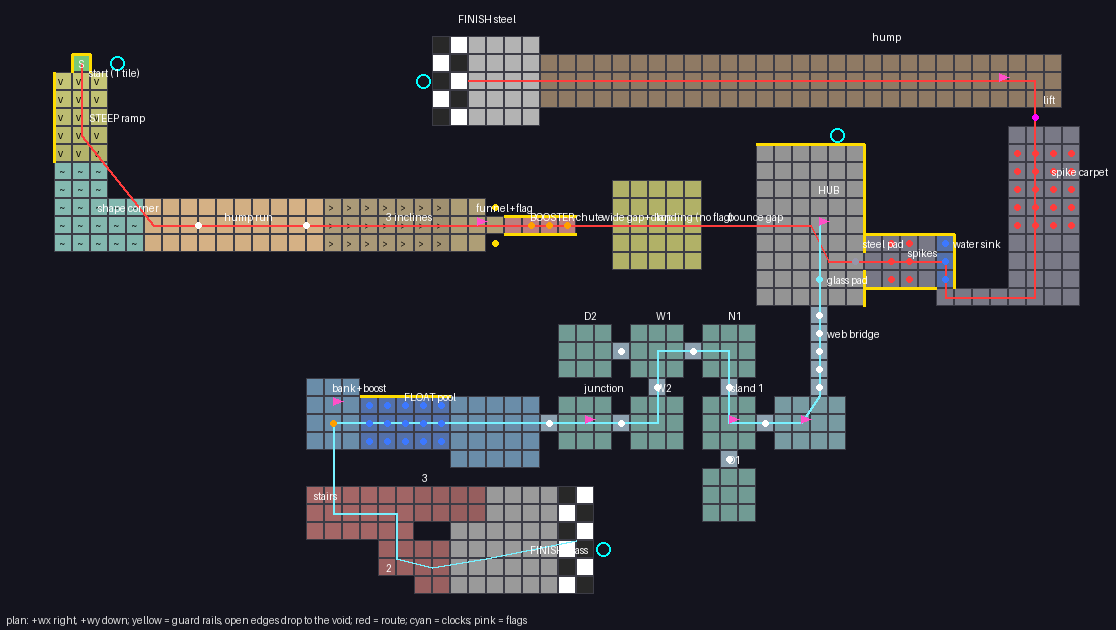 FINISH steel
hump
S
start (1 tile)
lift
STEEP ramp
spike carpet
HUB
shape corner
hump run
3 inclines
funnel+flag
BOOSTER chute
wide gap+
landing (no flag)
bounce gap
steel pad
water sink
spikes
glass pad
D2
W1
N1
web bridge
bank+boost
FLOAT pool
junction
W2
island 1
D1
3
stairs
FINISH glass
2
plan: +wx right, +wy down; yellow = guard rails, open edges drop to the void; red = route; cyan = clocks; pink = flags